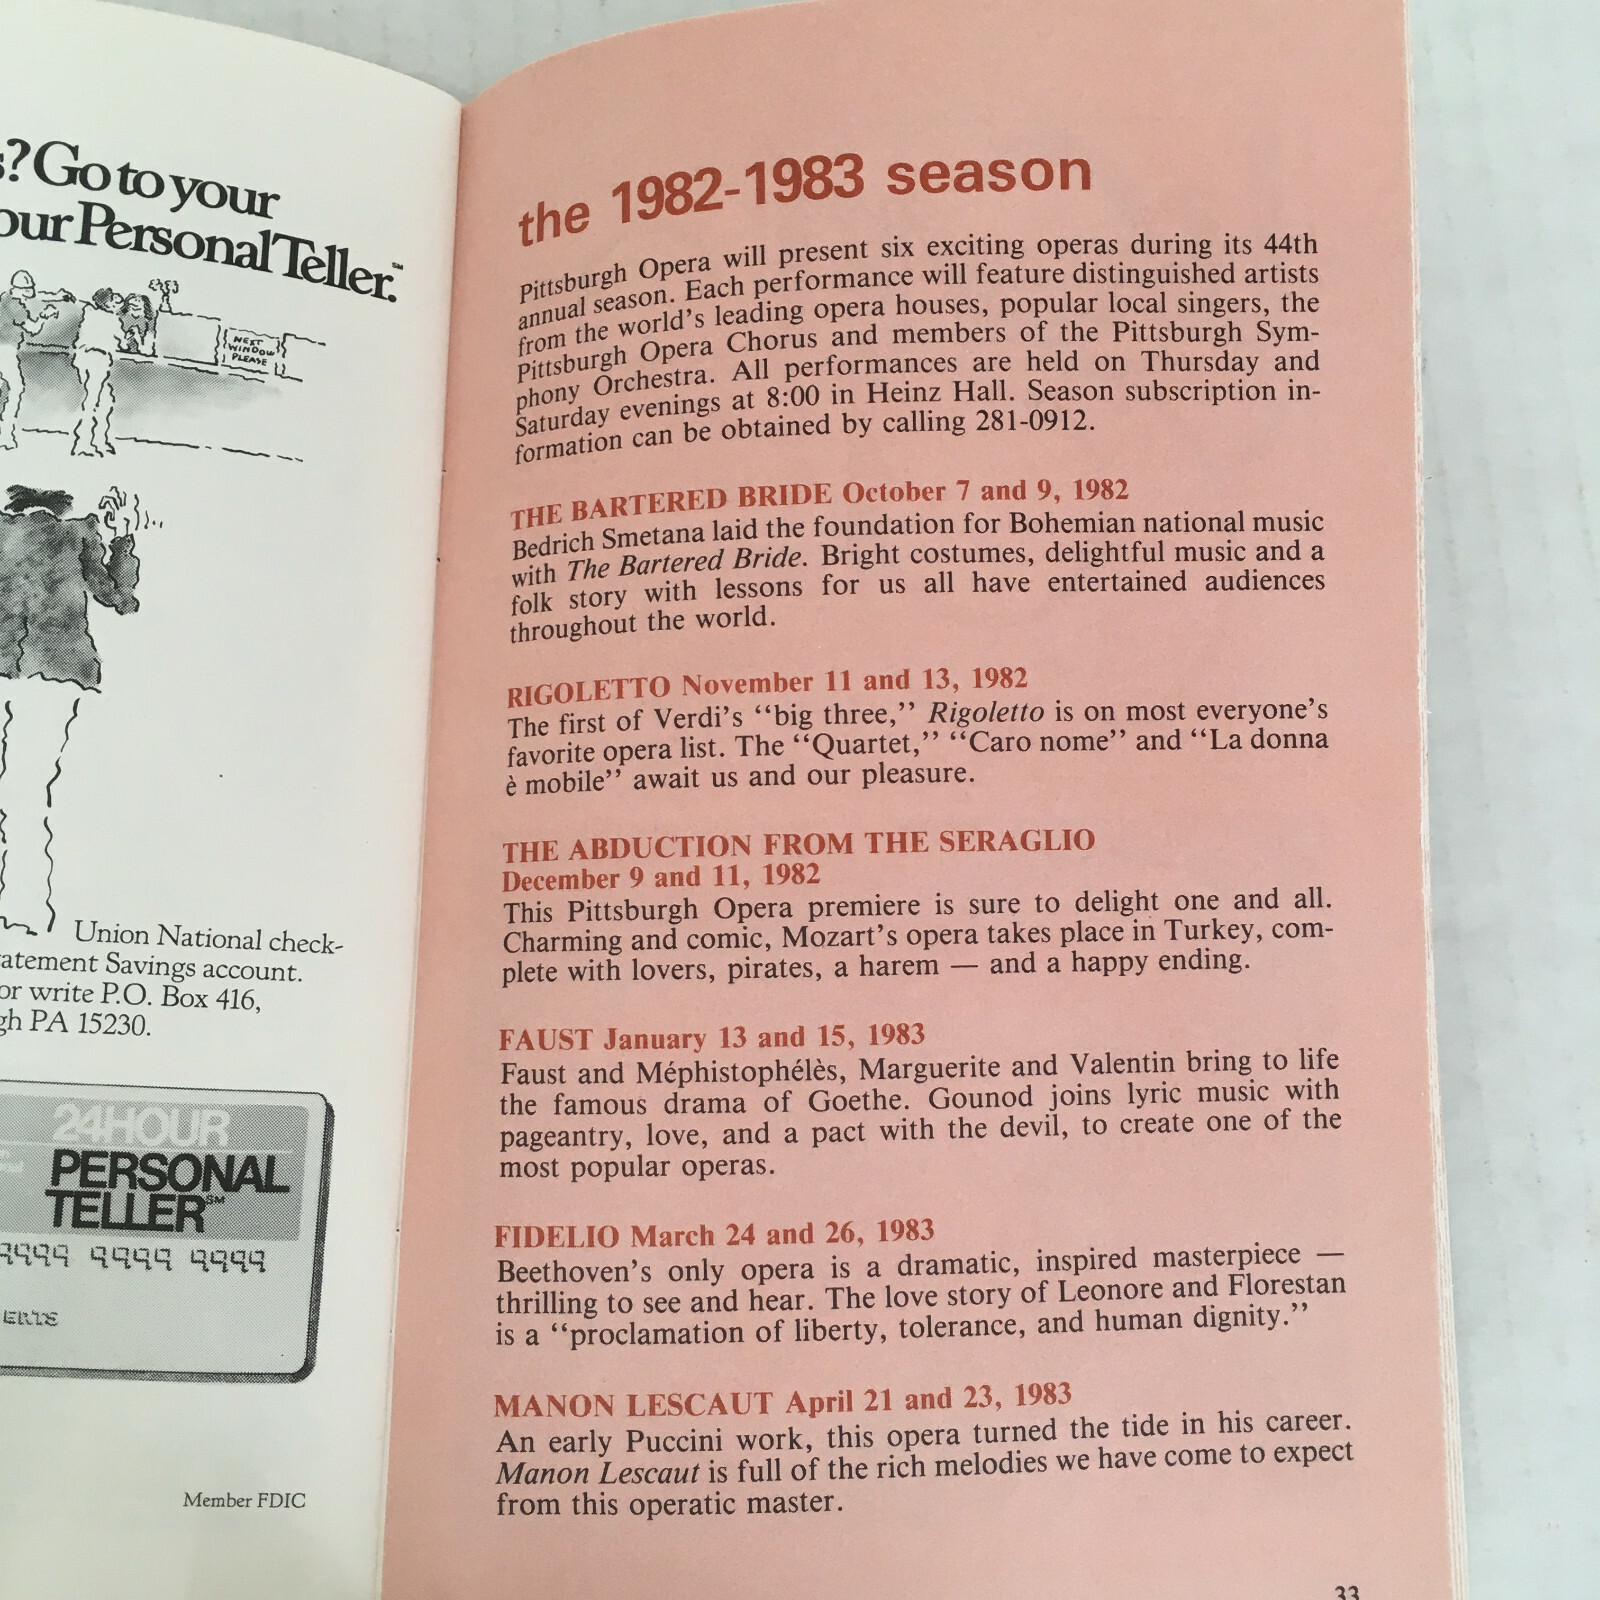 s? Go to your
our Personal Teller.℠
NEXT
WINDOW
PLEASE
Union National check-
atement Savings account.
or write P.O. Box 416,
gh PA 15230.
24HOUR
PERSONAL
TELLER℠
9999 9999 9999
ERTS
Member FDIC
the 1982-1983 season
Pittsburgh Opera will present six exciting operas during its 44th
annual season. Each performance will feature distinguished artists
from the world's leading opera houses, popular local singers, the
Pittsburgh Opera Chorus and members of the Pittsburgh Sym-
phony Orchestra. All performances are held on Thursday and
Saturday evenings at 8:00 in Heinz Hall. Season subscription in-
formation can be obtained by calling 281-0912.
THE BARTERED BRIDE October 7 and 9, 1982
Bedrich Smetana laid the foundation for Bohemian national music
with The Bartered Bride. Bright costumes, delightful music and a
folk story with lessons for us all have entertained audiences
throughout the world.
RIGOLETTO November 11 and 13, 1982
The first of Verdi's ‘‘big three,’’ Rigoletto is on most everyone's
favorite opera list. The ‘‘Quartet,’’ ‘‘Caro nome’’ and ‘‘La donna
è mobile’’ await us and our pleasure.
THE ABDUCTION FROM THE SERAGLIO
December 9 and 11, 1982
This Pittsburgh Opera premiere is sure to delight one and all.
Charming and comic, Mozart's opera takes place in Turkey, com-
plete with lovers, pirates, a harem — and a happy ending.
FAUST January 13 and 15, 1983
Faust and Méphistophélès, Marguerite and Valentin bring to life
the famous drama of Goethe. Gounod joins lyric music with
pageantry, love, and a pact with the devil, to create one of the
most popular operas.
FIDELIO March 24 and 26, 1983
Beethoven's only opera is a dramatic, inspired masterpiece —
thrilling to see and hear. The love story of Leonore and Florestan
is a ‘‘proclamation of liberty, tolerance, and human dignity.’’
MANON LESCAUT April 21 and 23, 1983
An early Puccini work, this opera turned the tide in his career.
Manon Lescaut is full of the rich melodies we have come to expect
from this operatic master.
33